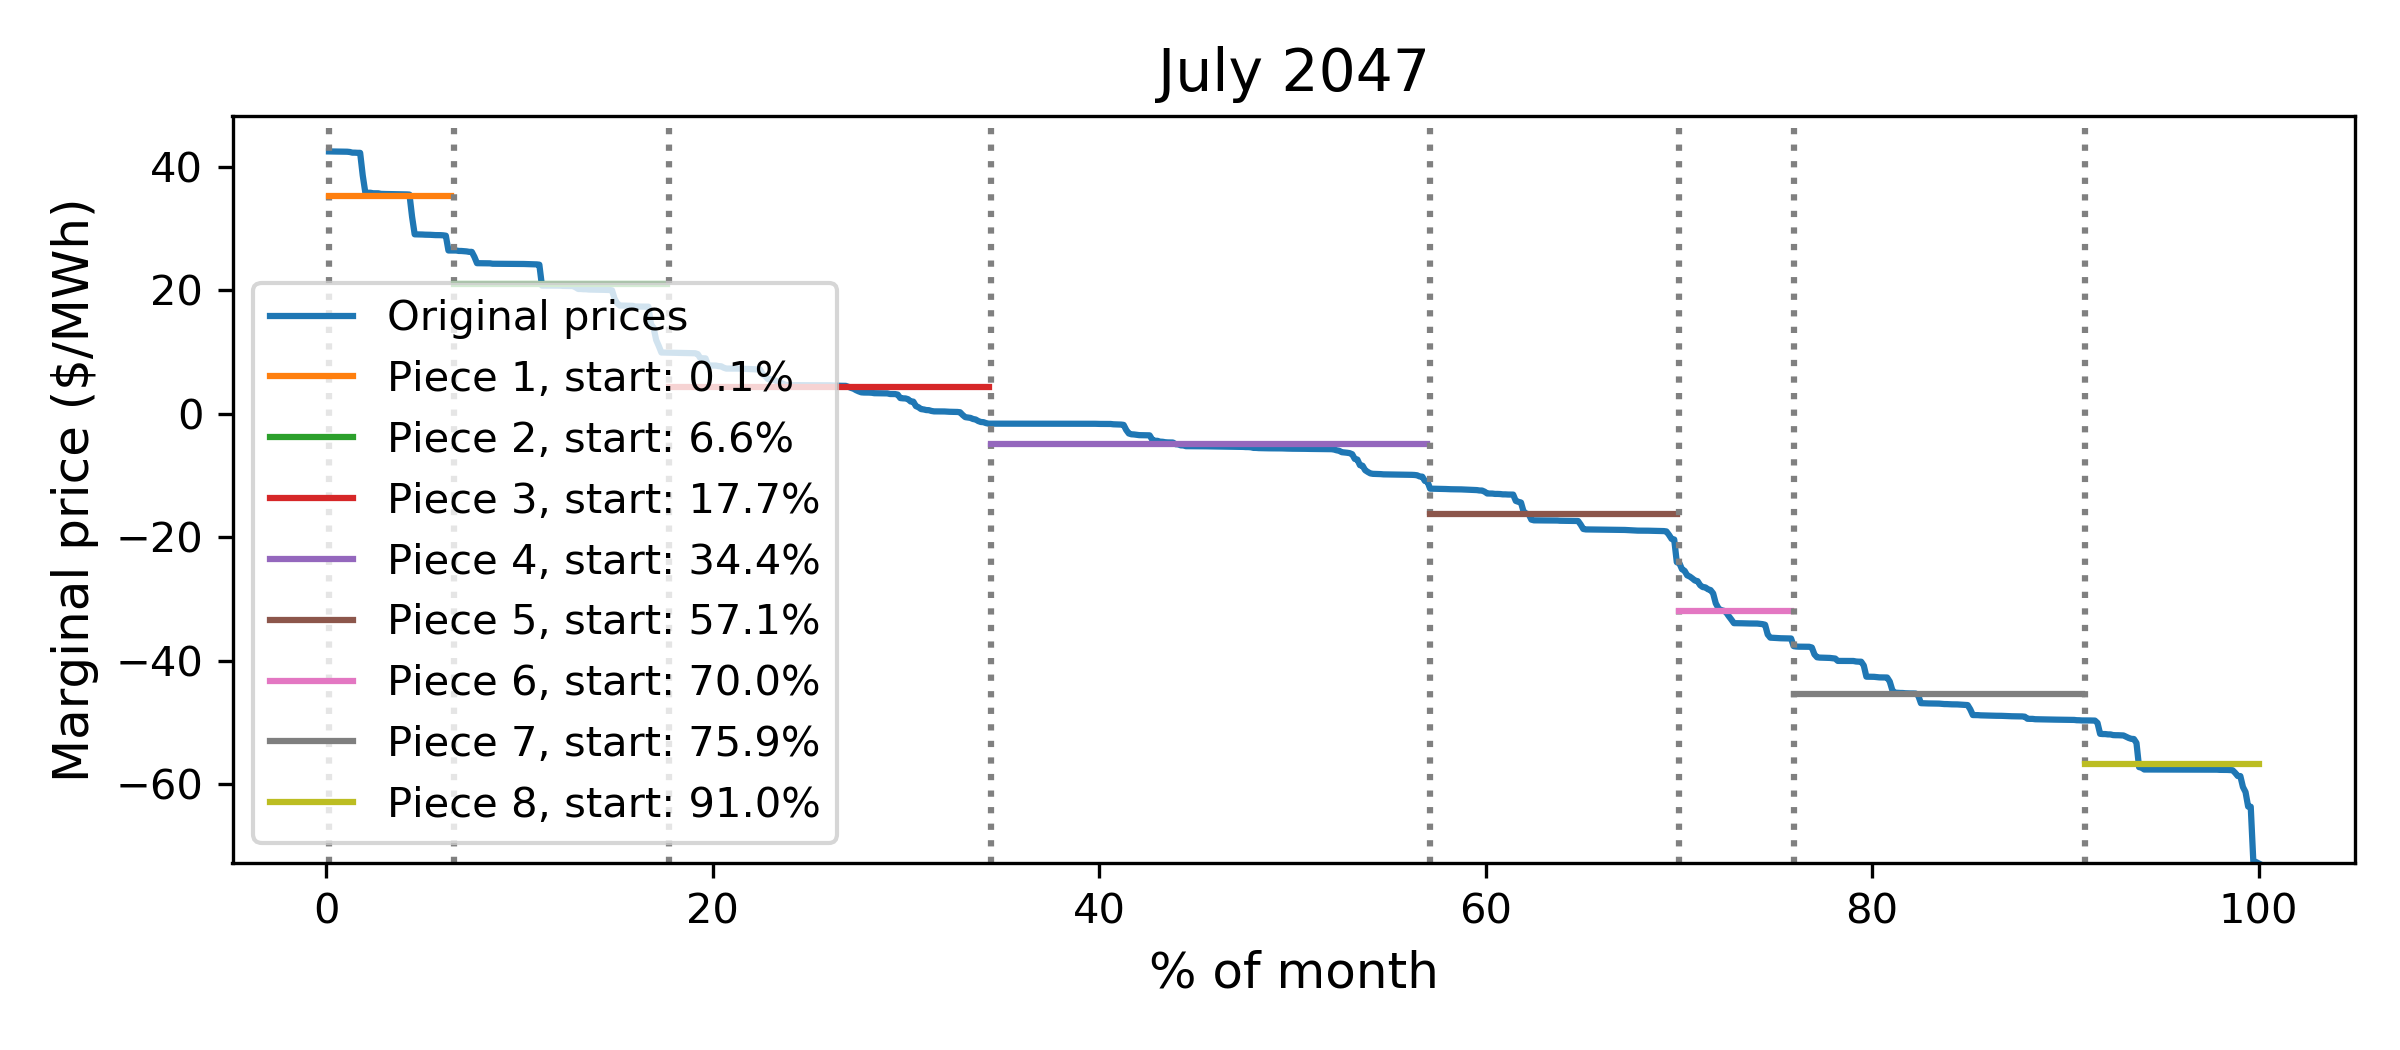 July 2047
Marginal price ($/MWh)
40
20
0
−20
−40
−60
Original prices
Piece 1, start: 0.1%
Piece 2, start: 6.6%
Piece 3, start: 17.7%
Piece 4, start: 34.4%
Piece 5, start: 57.1%
Piece 6, start: 70.0%
Piece 7, start: 75.9%
Piece 8, start: 91.0%
0 20 40 60 80 100
% of month